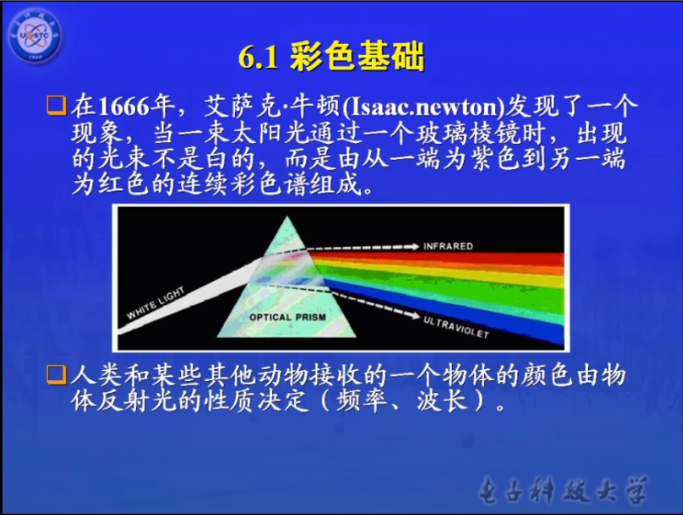 6.1 彩色基础
在1666年，艾萨克·牛顿(Isaac.newton)发现了一个
现象，当一束太阳光通过一个玻璃棱镜时，出现
的光束不是白的，而是由从一端为紫色到另一端
为红色的连续彩色谱组成。
INFRARED
WHITE LIGHT
OPTICAL PRISM
ULTRAVIOLET
人类和某些其他动物接收的一个物体的颜色由物
体反射光的性质决定（频率、波长）。
电子科技大学